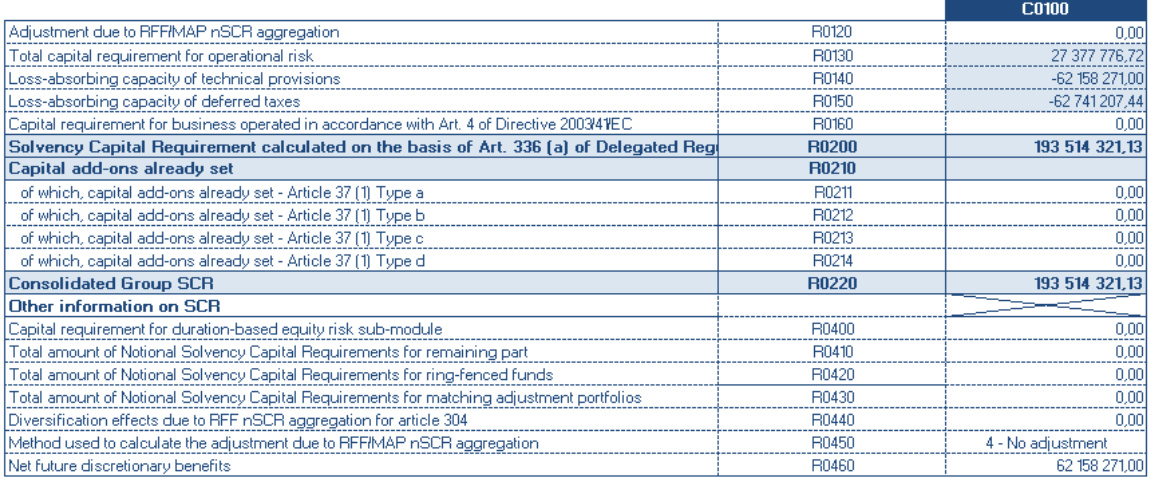 C0100
Adjustment due to RFF/MAP nSCR aggregation R0120 0,00
Total capital requirement for operational risk R0130 27 377 776,72
Loss-absorbing capacity of technical provisions R0140 -62 158 271,00
Loss-absorbing capacity of deferred taxes R0150 -62 741 207,44
Capital requirement for business operated in accordance with Art. 4 of Directive 2003/41/EC R0160 0,00
Solvency Capital Requirement calculated on the basis of Art. 336 (a) of Delegated Reg R0200 193 514 321,13
Capital add-ons already set R0210
of which, capital add-ons already set - Article 37 (1) Type a R0211 0,00
of which, capital add-ons already set - Article 37 (1) Type b R0212 0,00
of which, capital add-ons already set - Article 37 (1) Type c R0213 0,00
of which, capital add-ons already set - Article 37 (1) Type d R0214 0,00
Consolidated Group SCR R0220 193 514 321,13
Other information on SCR
Capital requirement for duration-based equity risk sub-module R0400 0,00
Total amount of Notional Solvency Capital Requirements for remaining part R0410 0,00
Total amount of Notional Solvency Capital Requirements for ring-fenced funds R0420 0,00
Total amount of Notional Solvency Capital Requirements for matching adjustment portfolios R0430 0,00
Diversification effects due to RFF nSCR aggregation for article 304 R0440 0,00
Method used to calculate the adjustment due to RFF/MAP nSCR aggregation R0450 4 - No adjustment
Net future discretionary benefits R0460 62 158 271,00